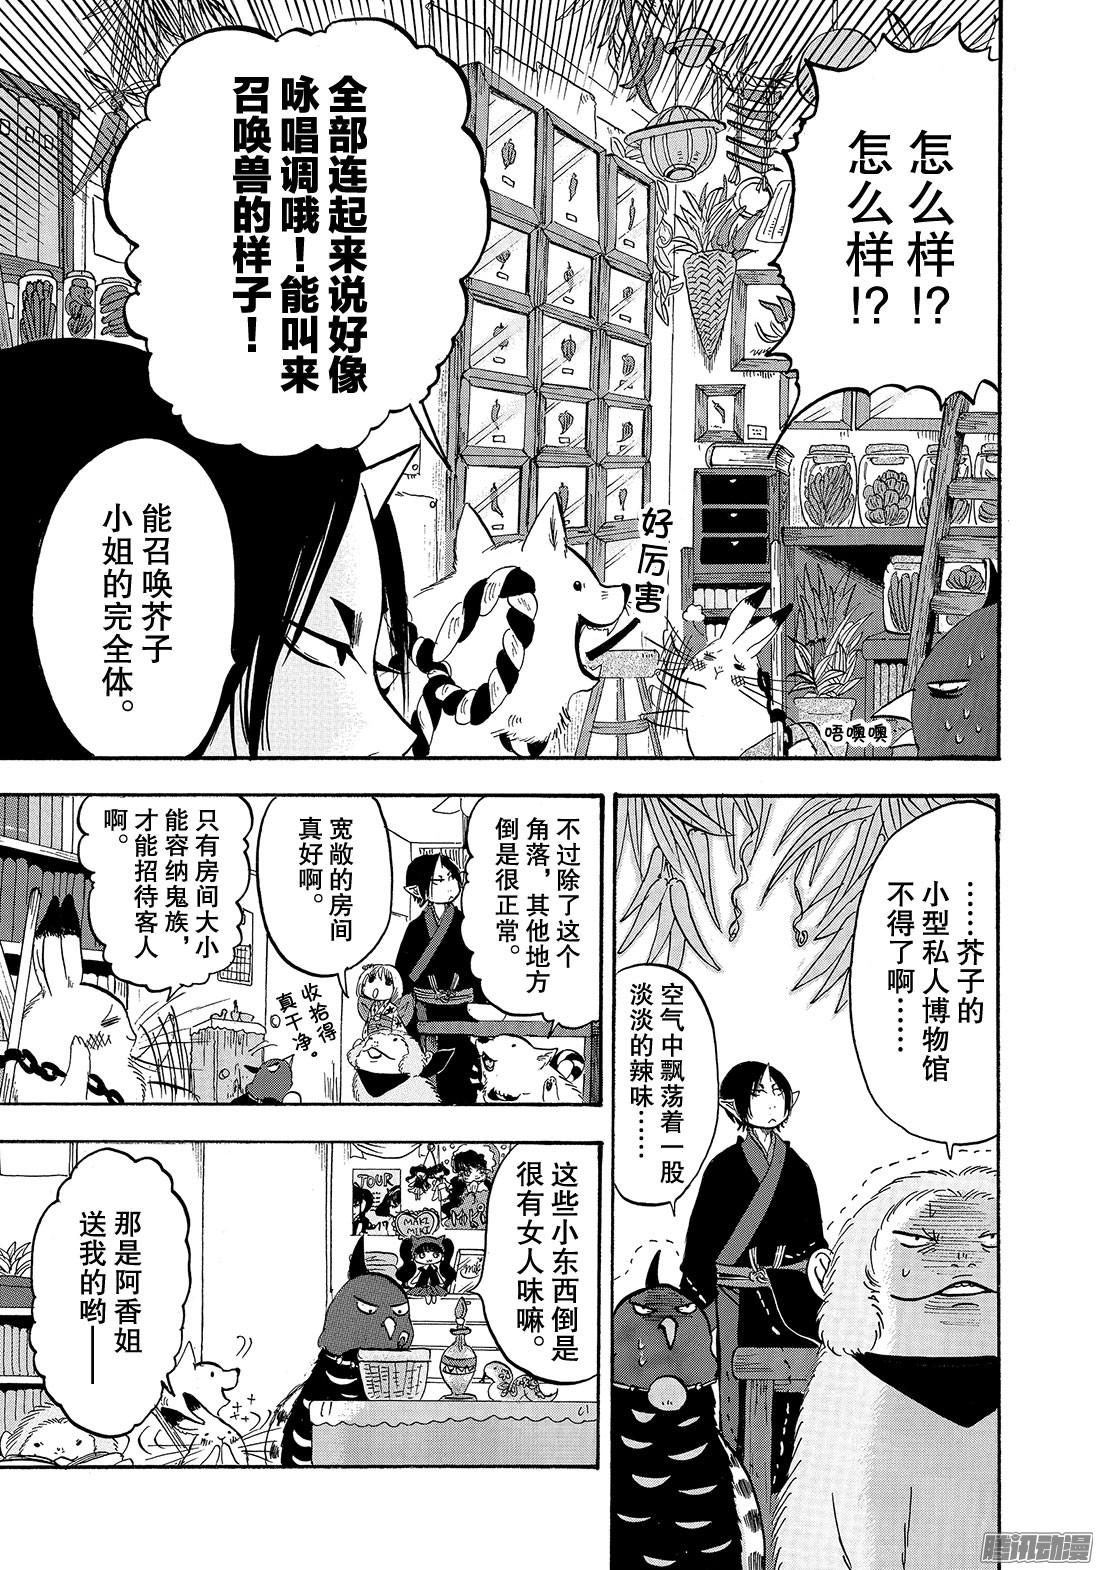 怎么样!?
怎么样!?
全部连起来说好像
咏唱调哦！能叫来
召唤兽的样子！
能召唤芥子
小姐的完全体。
好厉害
唔噢噢
……芥子的
小型私人博物馆
不得了啊……
空气中飘荡着一股
淡淡的辣味……
不过除了这个
角落，其他地方
倒是很正常。
宽敞的房间
真好啊。
收拾得
真干净。
只有房间大小
能容纳鬼族，
才能招待客人
啊。
这些小东西倒是
很有女人味嘛。
TOUR
MAKI
MIKI
那是阿香姐
送我的哟——
腾讯动漫